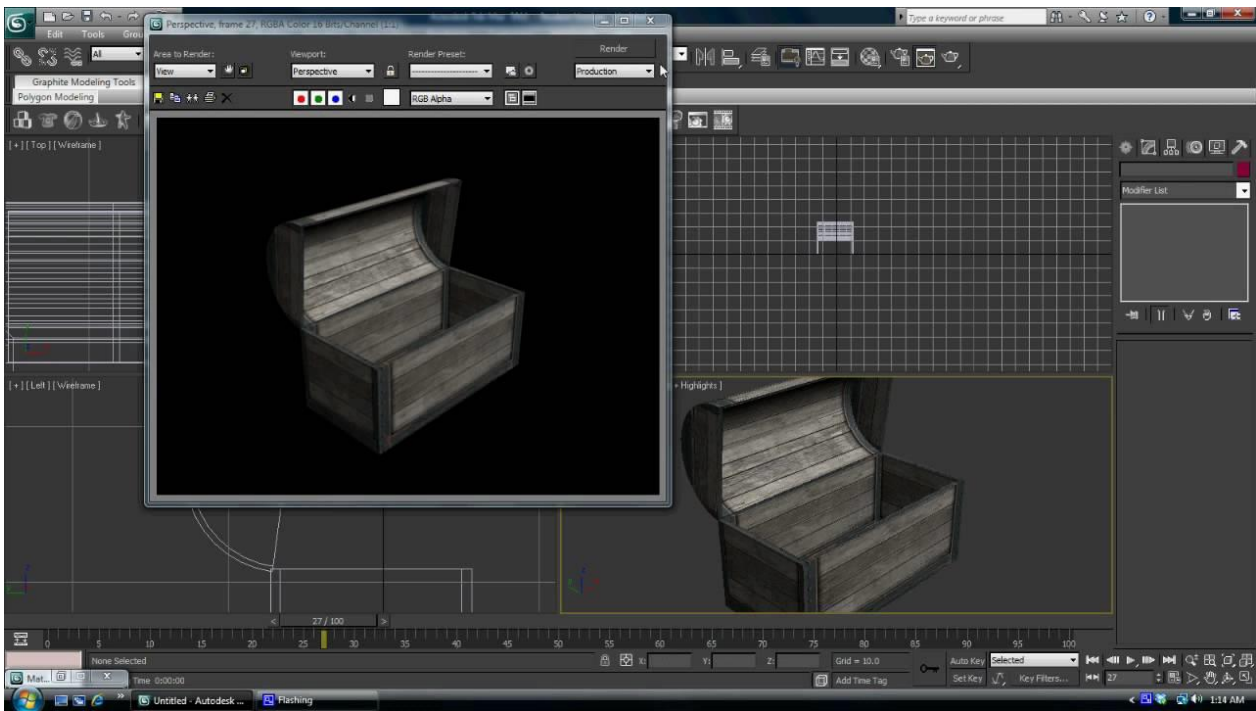 Perspective, frame 27, RGBA Color 16 Bits/Channel (1:1)
Type a keyword or phrase
Edit Tools Grou
All
Area to Render: Viewport: Render Preset: Render
View Perspective Production
Graphite Modeling Tools
Polygon Modeling
RGB Alpha
[ + ] [ Top ] [ Wireframe ]
Modifier List
[ + ] [ Left ] [ Wireframe ]
+ Highlights ]
< 27 / 100 >
0 5 10 15 20 25 30 35 40 45 50 55 60 65 70 75 80 85 90 95 100
None Selected X: Y: Z: Grid = 10.0 Auto Key Selected
Mat... Time 0:00:00 Add Time Tag Set Key Key Filters... 27
Untitled - Autodesk ... Flashing 1:14 AM